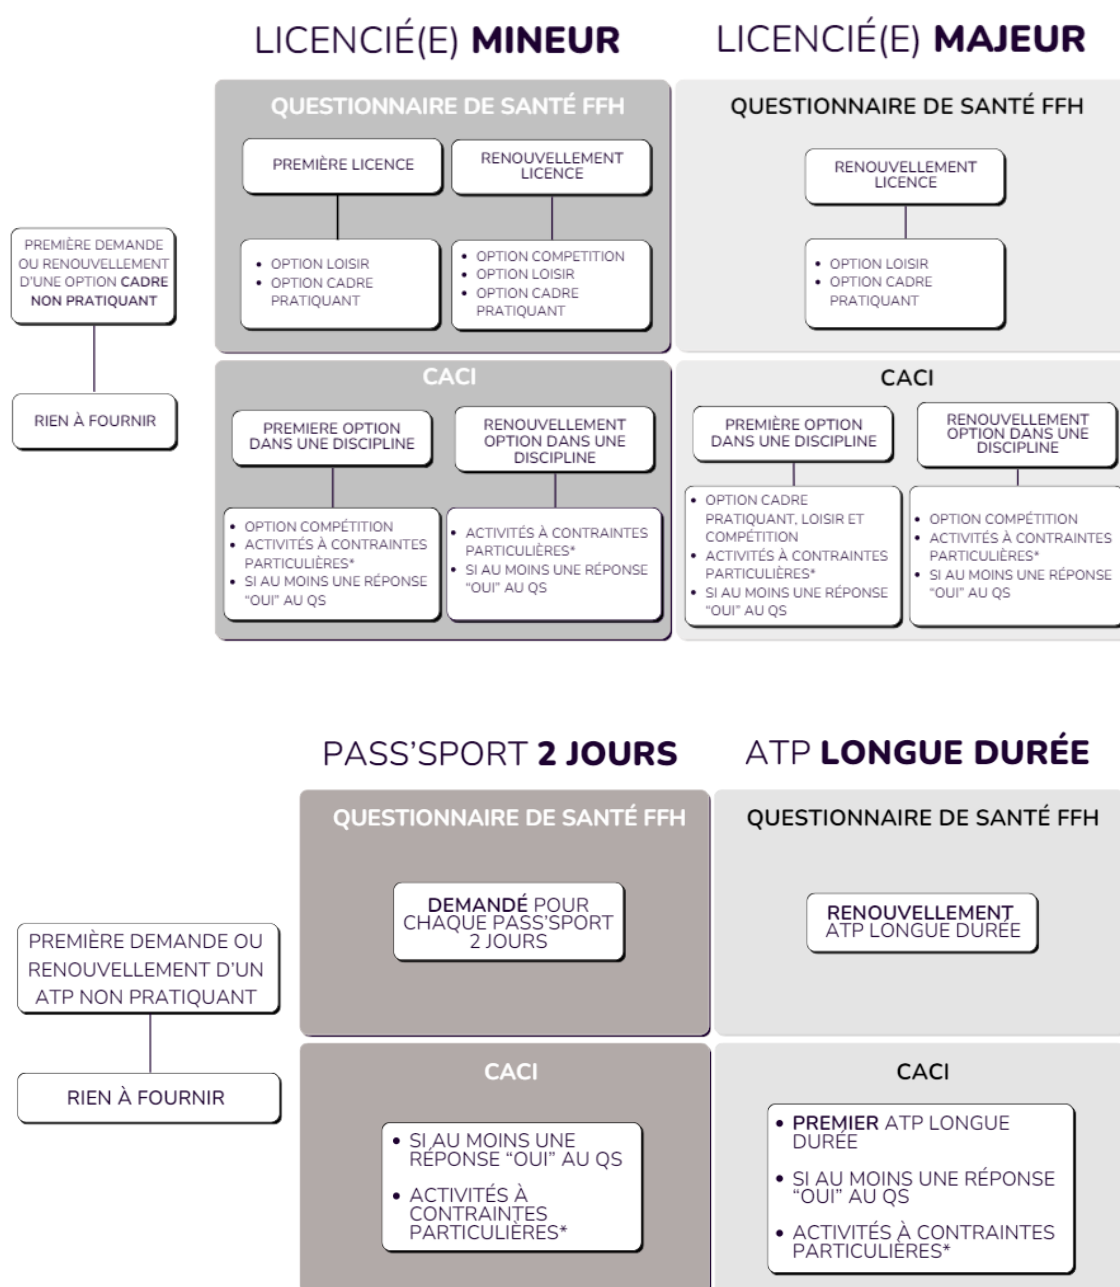 LICENCIÉ(E) MINEUR
LICENCIÉ(E) MAJEUR
PREMIÈRE DEMANDE
OU RENOUVELLEMENT
D'UNE OPTION CADRE
NON PRATIQUANT
RIEN À FOURNIR
QUESTIONNAIRE DE SANTÉ FFH
PREMIÈRE LICENCE
• OPTION LOISIR
• OPTION CADRE
PRATIQUANT
RENOUVELLEMENT
LICENCE
• OPTION COMPETITION
• OPTION LOISIR
• OPTION CADRE
PRATIQUANT
QUESTIONNAIRE DE SANTÉ FFH
RENOUVELLEMENT
LICENCE
• OPTION LOISIR
• OPTION CADRE
PRATIQUANT
CACI
PREMIERE OPTION
DANS UNE DISCIPLINE
• OPTION COMPÉTITION
• ACTIVITÉS À CONTRAINTES
PARTICULIÈRES*
• SI AU MOINS UNE RÉPONSE
“OUI” AU QS
RENOUVELLEMENT
OPTION DANS UNE
DISCIPLINE
• ACTIVITÉS À CONTRAINTES
PARTICULIÈRES*
• SI AU MOINS UNE RÉPONSE
“OUI” AU QS
CACI
PREMIÈRE OPTION
DANS UNE DISCIPLINE
• OPTION CADRE
PRATIQUANT, LOISIR ET
COMPÉTITION
• ACTIVITÉS À CONTRAINTES
PARTICULIÈRES*
• SI AU MOINS UNE RÉPONSE
“OUI” AU QS
RENOUVELLEMENT
OPTION DANS UNE
DISCIPLINE
• OPTION COMPÉTITION
• ACTIVITÉS À CONTRAINTES
PARTICULIÈRES*
• SI AU MOINS UNE RÉPONSE
“OUI” AU QS
PASS'SPORT 2 JOURS
ATP LONGUE DURÉE
PREMIÈRE DEMANDE OU
RENOUVELLEMENT D'UN
ATP NON PRATIQUANT
RIEN À FOURNIR
QUESTIONNAIRE DE SANTÉ FFH
DEMANDÉ POUR
CHAQUE PASS'SPORT
2 JOURS
QUESTIONNAIRE DE SANTÉ FFH
RENOUVELLEMENT
ATP LONGUE DURÉE
CACI
• SI AU MOINS UNE
RÉPONSE “OUI” AU QS
• ACTIVITÉS À
CONTRAINTES
PARTICULIÈRES*
CACI
• PREMIER ATP LONGUE
DURÉE
• SI AU MOINS UNE RÉPONSE
“OUI” AU QS
• ACTIVITÉS À CONTRAINTES
PARTICULIÈRES*